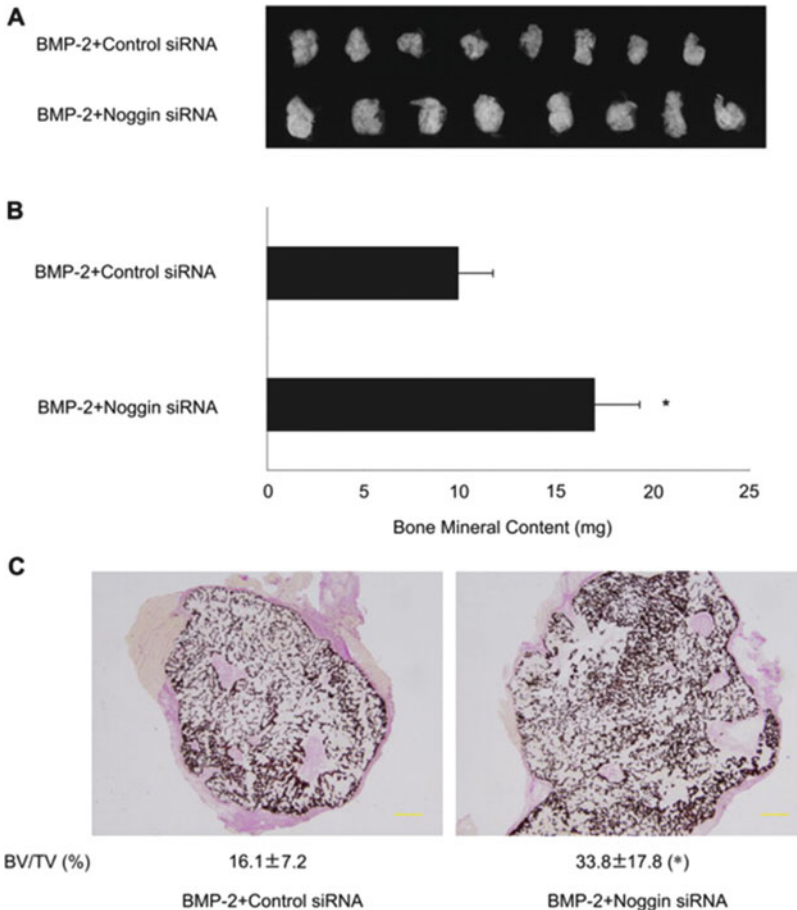 A
BMP-2+Control siRNA
BMP-2+Noggin siRNA
B
BMP-2+Control siRNA
BMP-2+Noggin siRNA
*
0 5 10 15 20 25
Bone Mineral Content (mg)
C
BV/TV (%) 16.1±7.2 33.8±17.8 (*)
BMP-2+Control siRNA BMP-2+Noggin siRNA